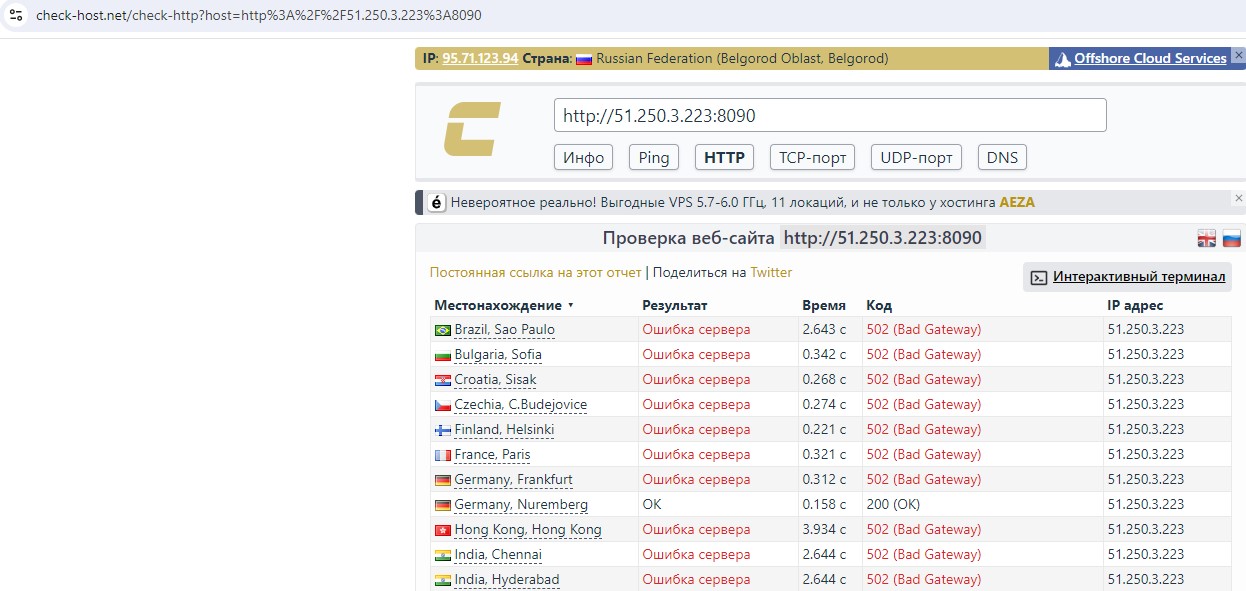 check-host.net/check-http?host=http%3A%2F%2F51.250.3.223%3A8090
IP: 95.71.123.94 Страна: Russian Federation (Belgorod Oblast, Belgorod)
Offshore Cloud Services
http://51.250.3.223:8090
Инфо Ping HTTP TCP-порт UDP-порт DNS
Невероятное реально! Выгодные VPS 5.7-6.0 ГГц, 11 локаций, и не только у хостинга AEZA
Проверка веб-сайта http://51.250.3.223:8090
Постоянная ссылка на этот отчет | Поделиться на Twitter
Интерактивный терминал
Местонахождение Результат Время Код IP адрес
Brazil, Sao Paulo Ошибка сервера 2.643 с 502 (Bad Gateway) 51.250.3.223
Bulgaria, Sofia Ошибка сервера 0.342 с 502 (Bad Gateway) 51.250.3.223
Croatia, Sisak Ошибка сервера 0.268 с 502 (Bad Gateway) 51.250.3.223
Czechia, C.Budejovice Ошибка сервера 0.274 с 502 (Bad Gateway) 51.250.3.223
Finland, Helsinki Ошибка сервера 0.221 с 502 (Bad Gateway) 51.250.3.223
France, Paris Ошибка сервера 0.321 с 502 (Bad Gateway) 51.250.3.223
Germany, Frankfurt Ошибка сервера 0.312 с 502 (Bad Gateway) 51.250.3.223
Germany, Nuremberg OK 0.158 с 200 (OK) 51.250.3.223
Hong Kong, Hong Kong Ошибка сервера 3.934 с 502 (Bad Gateway) 51.250.3.223
India, Chennai Ошибка сервера 2.644 с 502 (Bad Gateway) 51.250.3.223
India, Hyderabad Ошибка сервера 2.644 с 502 (Bad Gateway) 51.250.3.223